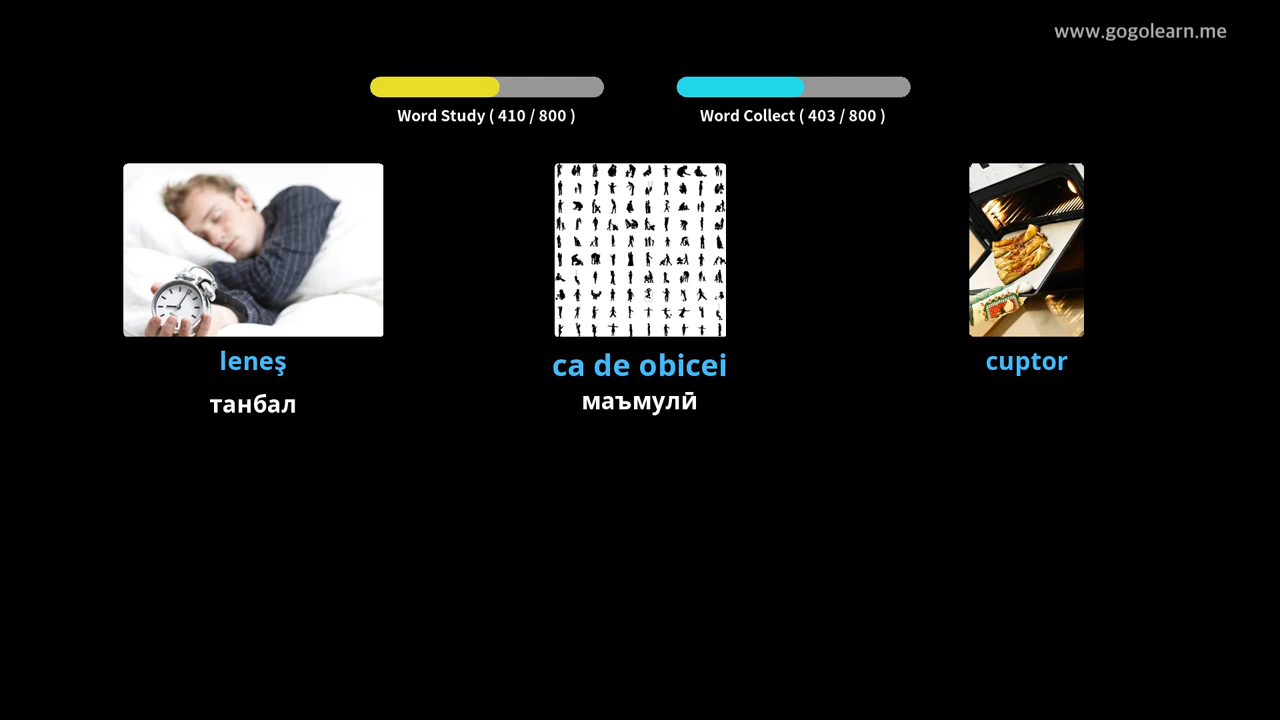 www.gogolearn.me
Word Study ( 410 / 800 )
Word Collect ( 403 / 800 )
leneş
ca de obicei
cuptor
танбал
маъмулӣ